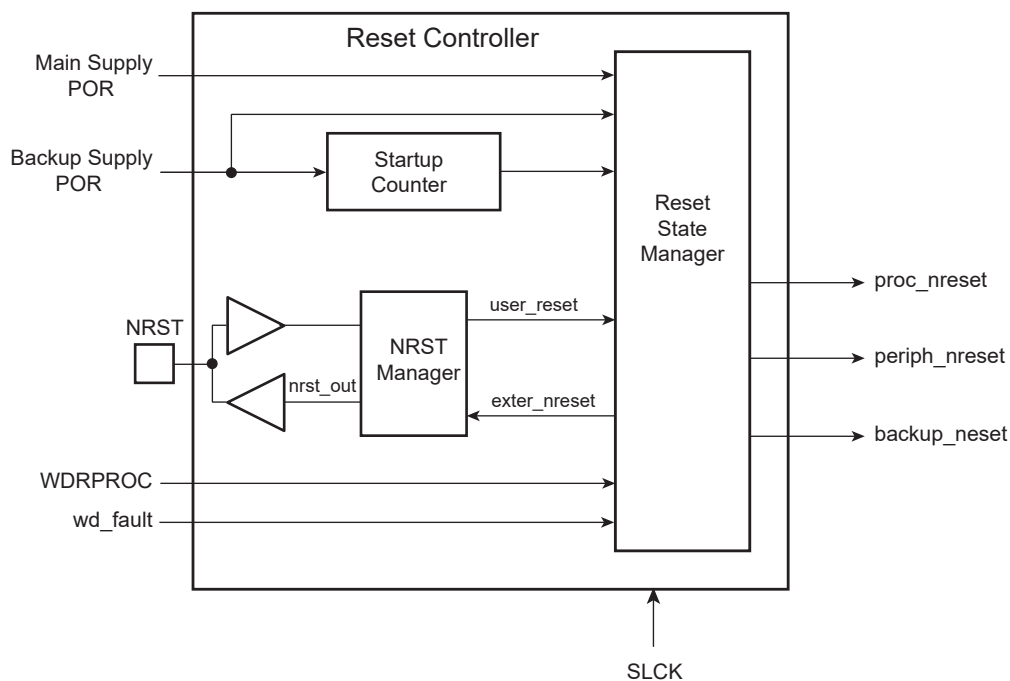 Reset Controller
Main Supply
POR
Backup Supply
POR
Startup
Counter
Reset
State
Manager
proc_nreset
NRST
user_reset
NRST
Manager
periph_nreset
nrst_out
exter_nreset
backup_neset
WDRPROC
wd_fault
SLCK